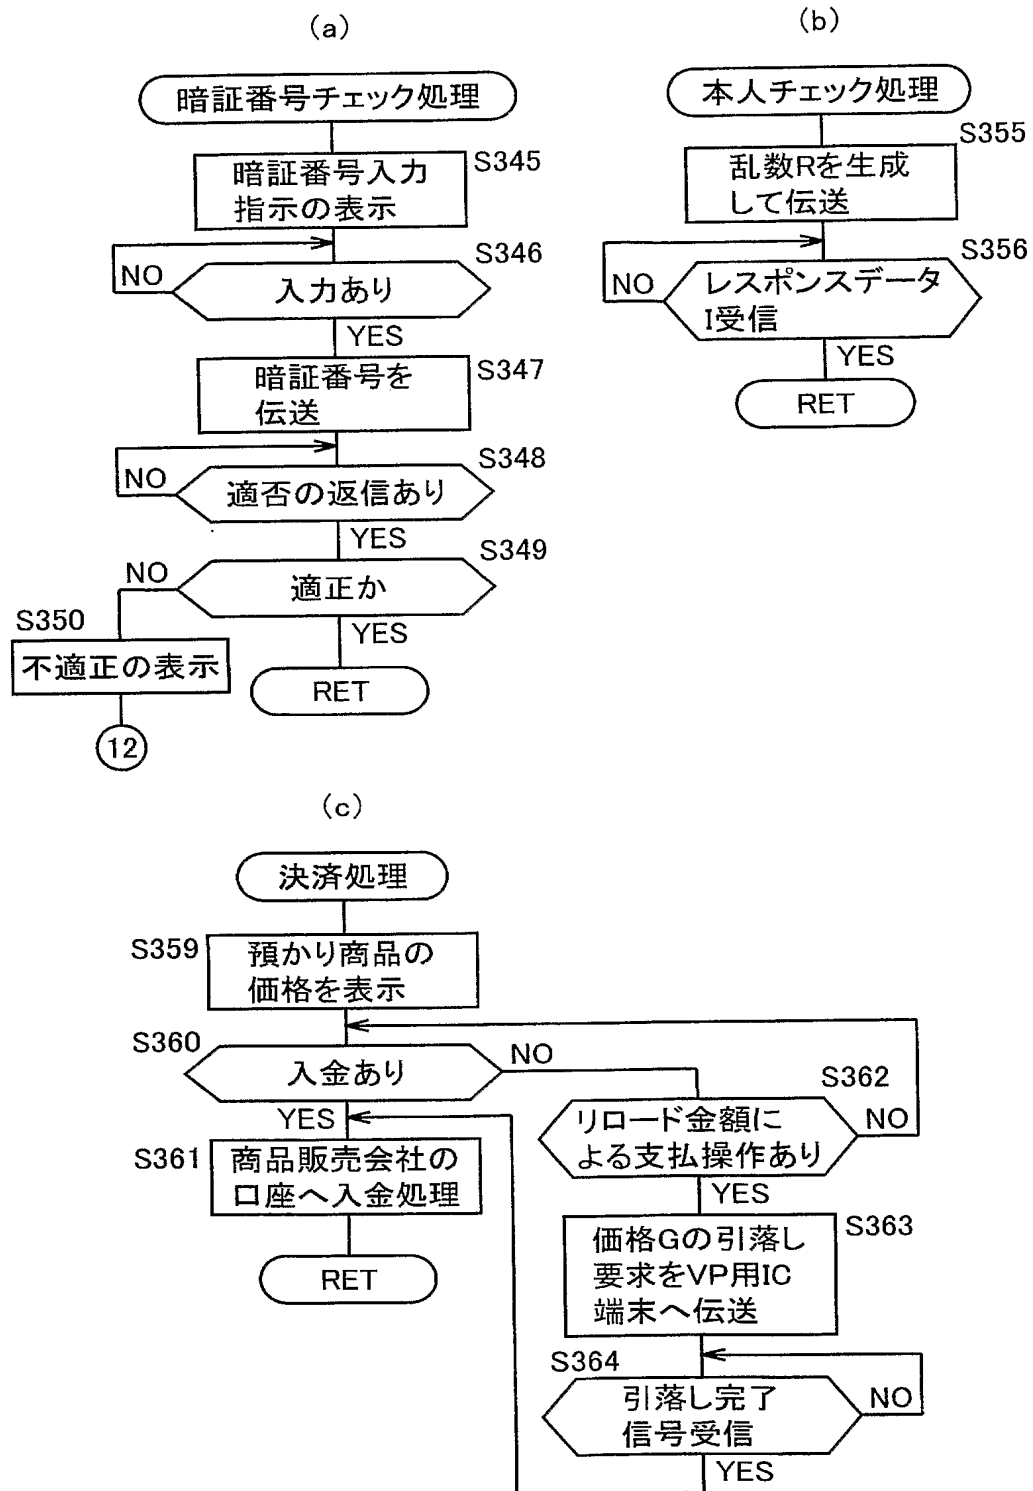 (a)
暗証番号チェック処理
S345
暗証番号入力
指示の表示
S346
入力あり
NO
YES
S347
暗証番号を
伝送
S348
適否の返信あり
NO
YES
S349
適正か
NO
YES
S350
不適正の表示
RET
12
(b)
本人チェック処理
S355
乱数Rを生成
して伝送
S356
レスポンスデータ
I受信
NO
YES
RET
(c)
決済処理
S359
預かり商品の
価格を表示
S360
入金あり
NO
YES
S361
商品販売会社の
口座へ入金処理
RET
S362
リロード金額に
よる支払操作あり
NO
YES
S363
価格Gの引落し
要求をVP用IC
端末へ伝送
S364
引落し完了
信号受信
NO
YES